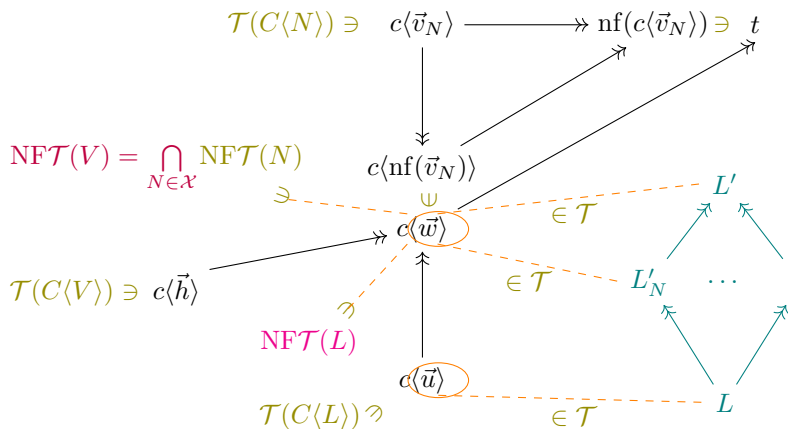 𝒯(C⟨N⟩) ∋ c⟨v⃗_N⟩ nf(c⟨v⃗_N⟩) ∋ t
NF𝒯(V) = ⋂_{N∈𝒳} NF𝒯(N) c⟨nf(v⃗_N)⟩
∋ ∋ L′
∈ 𝒯
c⟨w⃗⟩
𝒯(C⟨V⟩) ∋ c⟨h⃗⟩ ∈ 𝒯 L′_N ⋯
∋
NF𝒯(L)
c⟨u⃗⟩
𝒯(C⟨L⟩) ∋ ∈ 𝒯 L